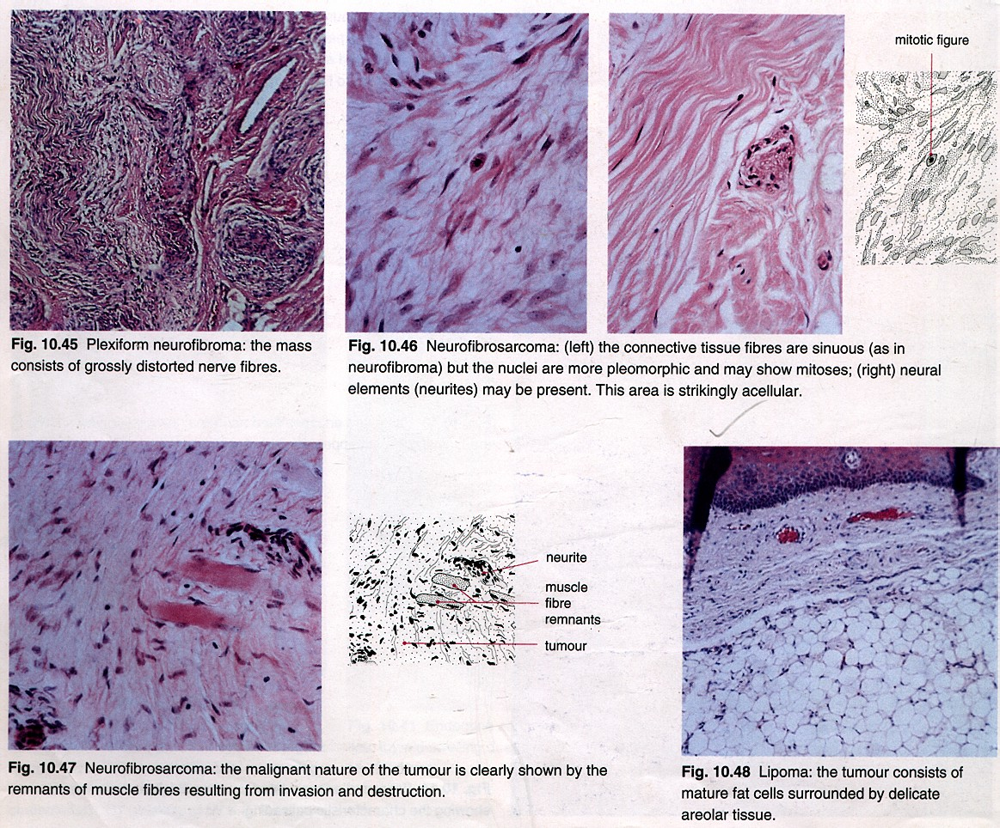 mitotic figure
Fig. 10.45 Plexiform neurofibroma: the mass
consists of grossly distorted nerve fibres.
Fig. 10.46 Neurofibrosarcoma: (left) the connective tissue fibres are sinuous (as in
neurofibroma) but the nuclei are more pleomorphic and may show mitoses; (right) neural
elements (neurites) may be present. This area is strikingly acellular.
neurite
muscle
fibre
remnants
tumour
Fig. 10.47 Neurofibrosarcoma: the malignant nature of the tumour is clearly shown by the
remnants of muscle fibres resulting from invasion and destruction.
Fig. 10.48 Lipoma: the tumour consists of
mature fat cells surrounded by delicate
areolar tissue.